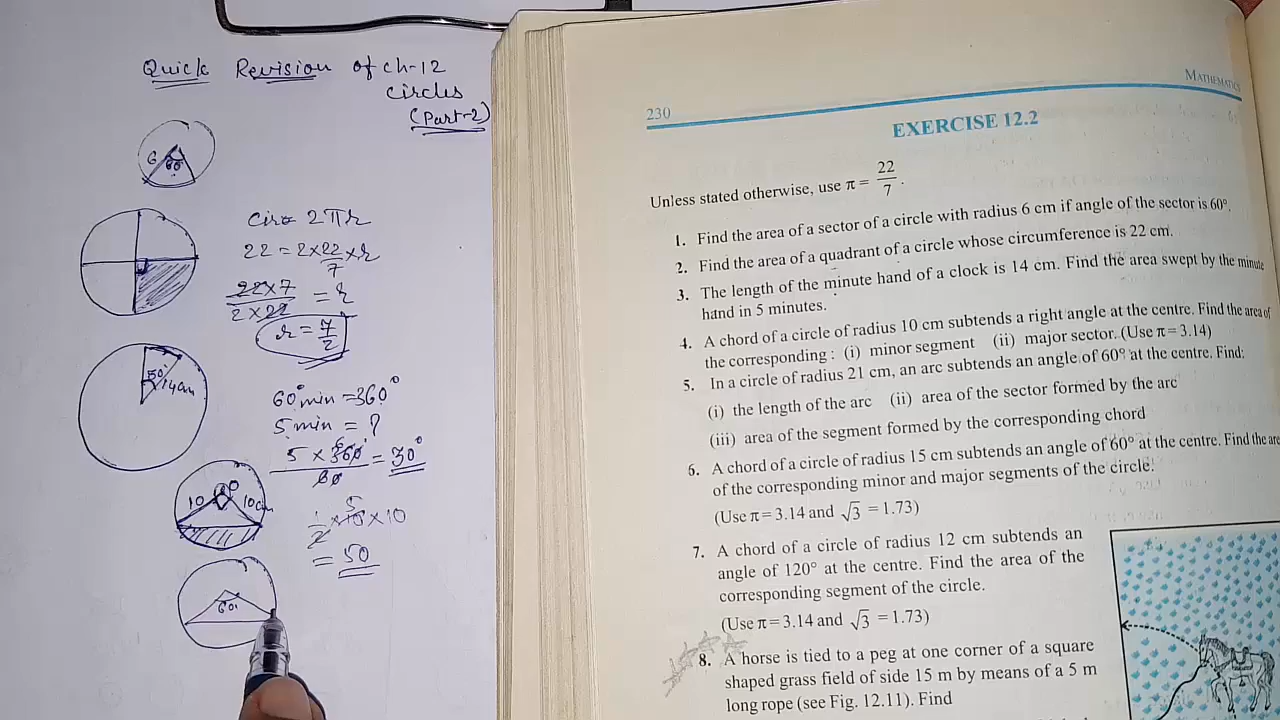 Quick Revision of ch-12
circles
(Part-2)
6
60°
Circ 2πr
22 = 2×22/7×r
22×7/2×22 = r
r = 7/2
14cm
60 min = 360°
5 min = ?
5 × 360/60 = 30°
10
10cm
1/2×10×10
= 50
60°
230
MATHEMATICS
EXERCISE 12.2
Unless stated otherwise, use π = 22/7.
1. Find the area of a sector of a circle with radius 6 cm if angle of the sector is 60°.
2. Find the area of a quadrant of a circle whose circumference is 22 cm.
3. The length of the minute hand of a clock is 14 cm. Find the area swept by the minute
hand in 5 minutes.
4. A chord of a circle of radius 10 cm subtends a right angle at the centre. Find the area of
the corresponding : (i) minor segment (ii) major sector. (Use π = 3.14)
5. In a circle of radius 21 cm, an arc subtends an angle of 60° at the centre. Find:
(i) the length of the arc (ii) area of the sector formed by the arc
(iii) area of the segment formed by the corresponding chord
6. A chord of a circle of radius 15 cm subtends an angle of 60° at the centre. Find the are
of the corresponding minor and major segments of the circle.
(Use π = 3.14 and √3 = 1.73)
7. A chord of a circle of radius 12 cm subtends an
angle of 120° at the centre. Find the area of the
corresponding segment of the circle.
(Use π = 3.14 and √3 = 1.73)
8. A horse is tied to a peg at one corner of a square
shaped grass field of side 15 m by means of a 5 m
long rope (see Fig. 12.11). Find